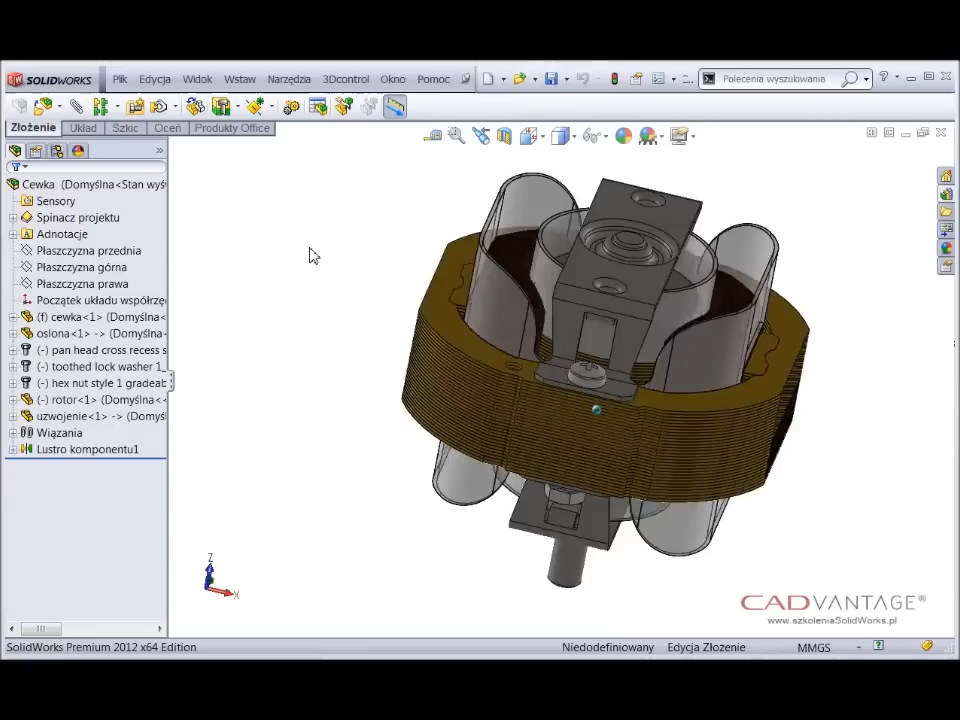 SW SOLIDWORKS Plik Edycja Widok Wstaw Narzędzia 3Dcontrol Okno Pomoc Polecenia wyszukiwania
Złożenie Układ Szkic Oceń Produkty Office
Cewka (Domyślna<Stan wyś
Sensory
Spinacz projektu
Adnotacje
Płaszczyzna przednia
Płaszczyzna górna
Płaszczyzna prawa
Początek układu współrzęd
(f) cewka<1> (Domyślna<
oslona<1> -> (Domyślna<
(-) pan head cross recess s
(-) toothed lock washer 1_
(-) hex nut style 1 gradeab
(-) rotor<1> (Domyślna<<
uzwojenie<1> -> (Domyś
Wiązania
Lustro komponentu1
Z
X
CADVANTAGE®
www.szkoleniaSolidWorks.pl
SolidWorks Premium 2012 x64 Edition Niedodefiniowany Edycja Złożenie MMGS -